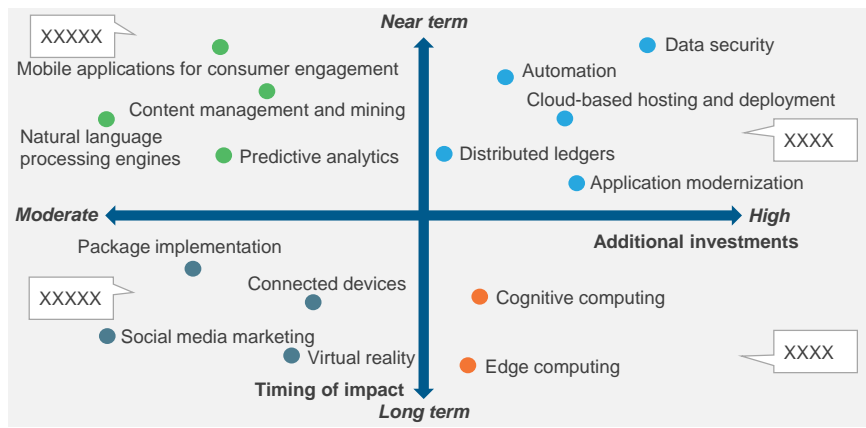 Near term
XXXXX
Data security
Mobile applications for consumer engagement
Automation
Content management and mining
Cloud-based hosting and deployment
Natural language
processing engines
Predictive analytics
Distributed ledgers
XXXX
Application modernization
Moderate
High
Additional investments
Package implementation
Connected devices
XXXXX
Cognitive computing
Social media marketing
Virtual reality
Edge computing
XXXX
Timing of impact
Long term